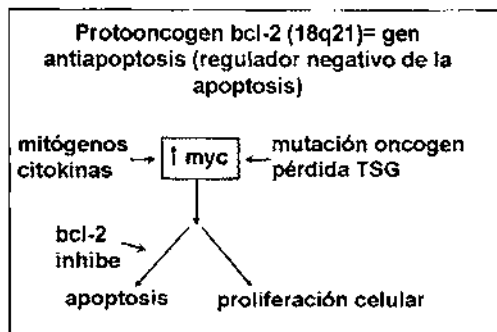 Protooncogen bcl-2 (18q21)= gen
antiapoptosis (regulador negativo de la
apoptosis)
mitógenos
citokinas
↑ myc
mutación oncogen
pérdida TSG
bcl-2
inhibe
apoptosis
proliferación celular